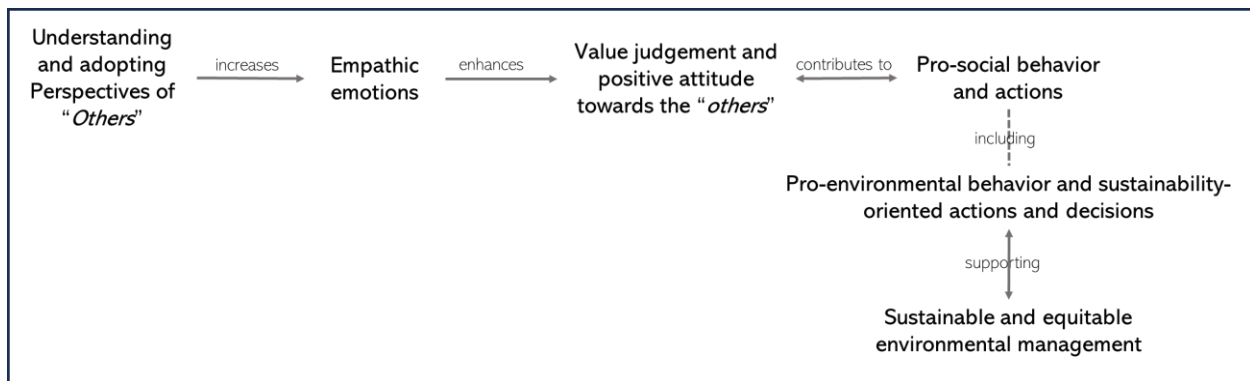 Understanding
and adopting
Perspectives of
“Others”
increases
Empathic
emotions
enhances
Value judgement and
positive attitude
towards the “others”
contributes to
Pro-social behavior
and actions
including
Pro-environmental behavior and sustainability-
oriented actions and decisions
supporting
Sustainable and equitable
environmental management